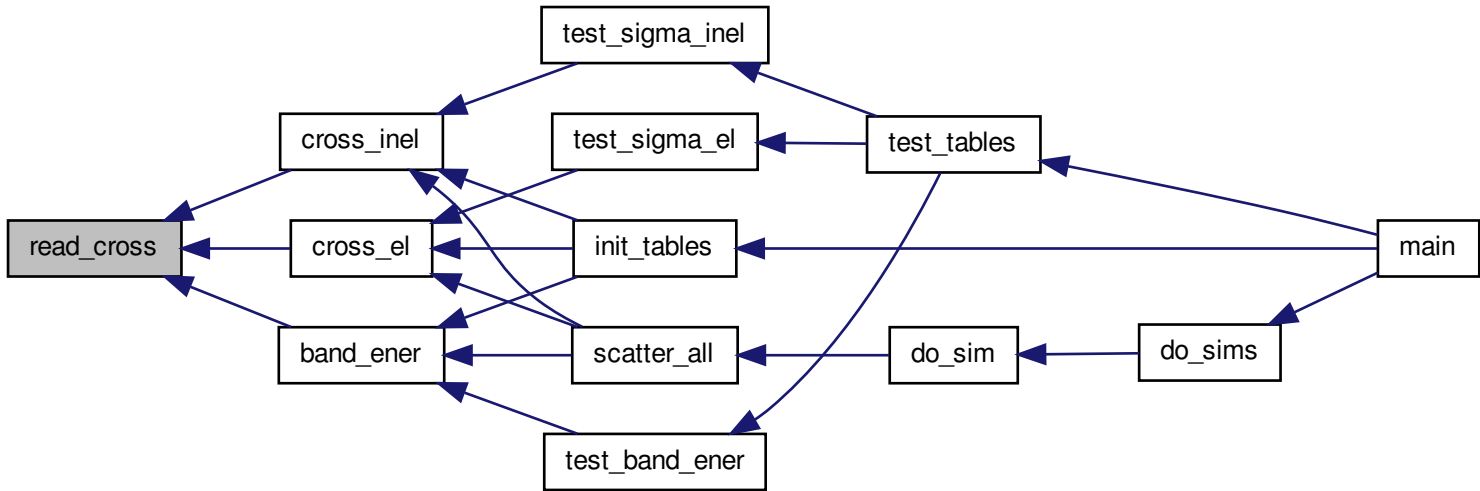 test_sigma_inel
cross_inel
test_sigma_el
test_tables
read_cross
cross_el
init_tables
main
band_ener
scatter_all
do_sim
do_sims
test_band_ener